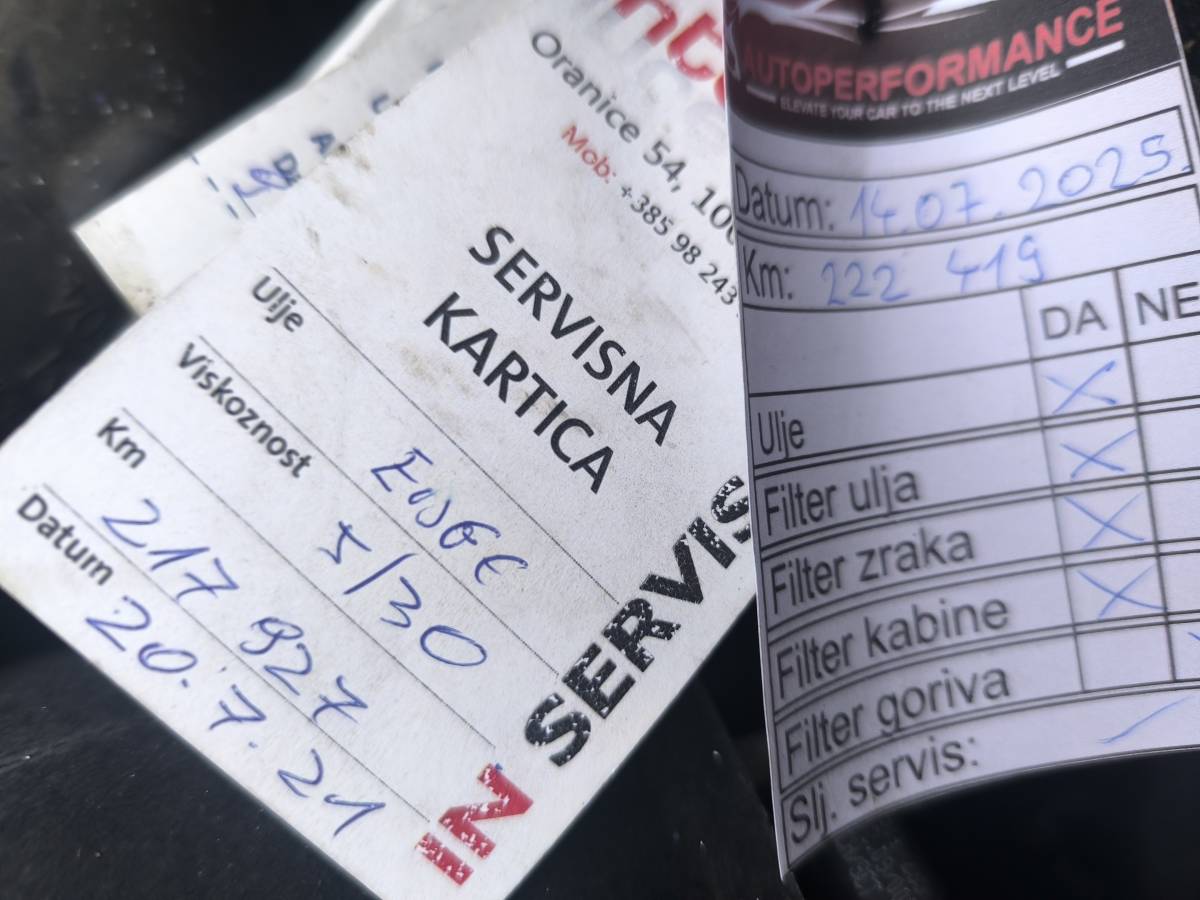 Oranice 54, 100
Mob: +385 98 243
SERVISNA
KARTICA
Ulje ENGE
Viskoznost 5/30
Km 217 927
Datum 20.7.21
IN SERVIS
AUTOPERFORMANCE
ELEVATE YOUR CAR TO THE NEXT LEVEL
Datum: 14.07.2025.
Km: 222 419
DA NE
Ulje X
Filter ulja X
Filter zraka X
Filter kabine X
Filter goriva
Slj. servis: